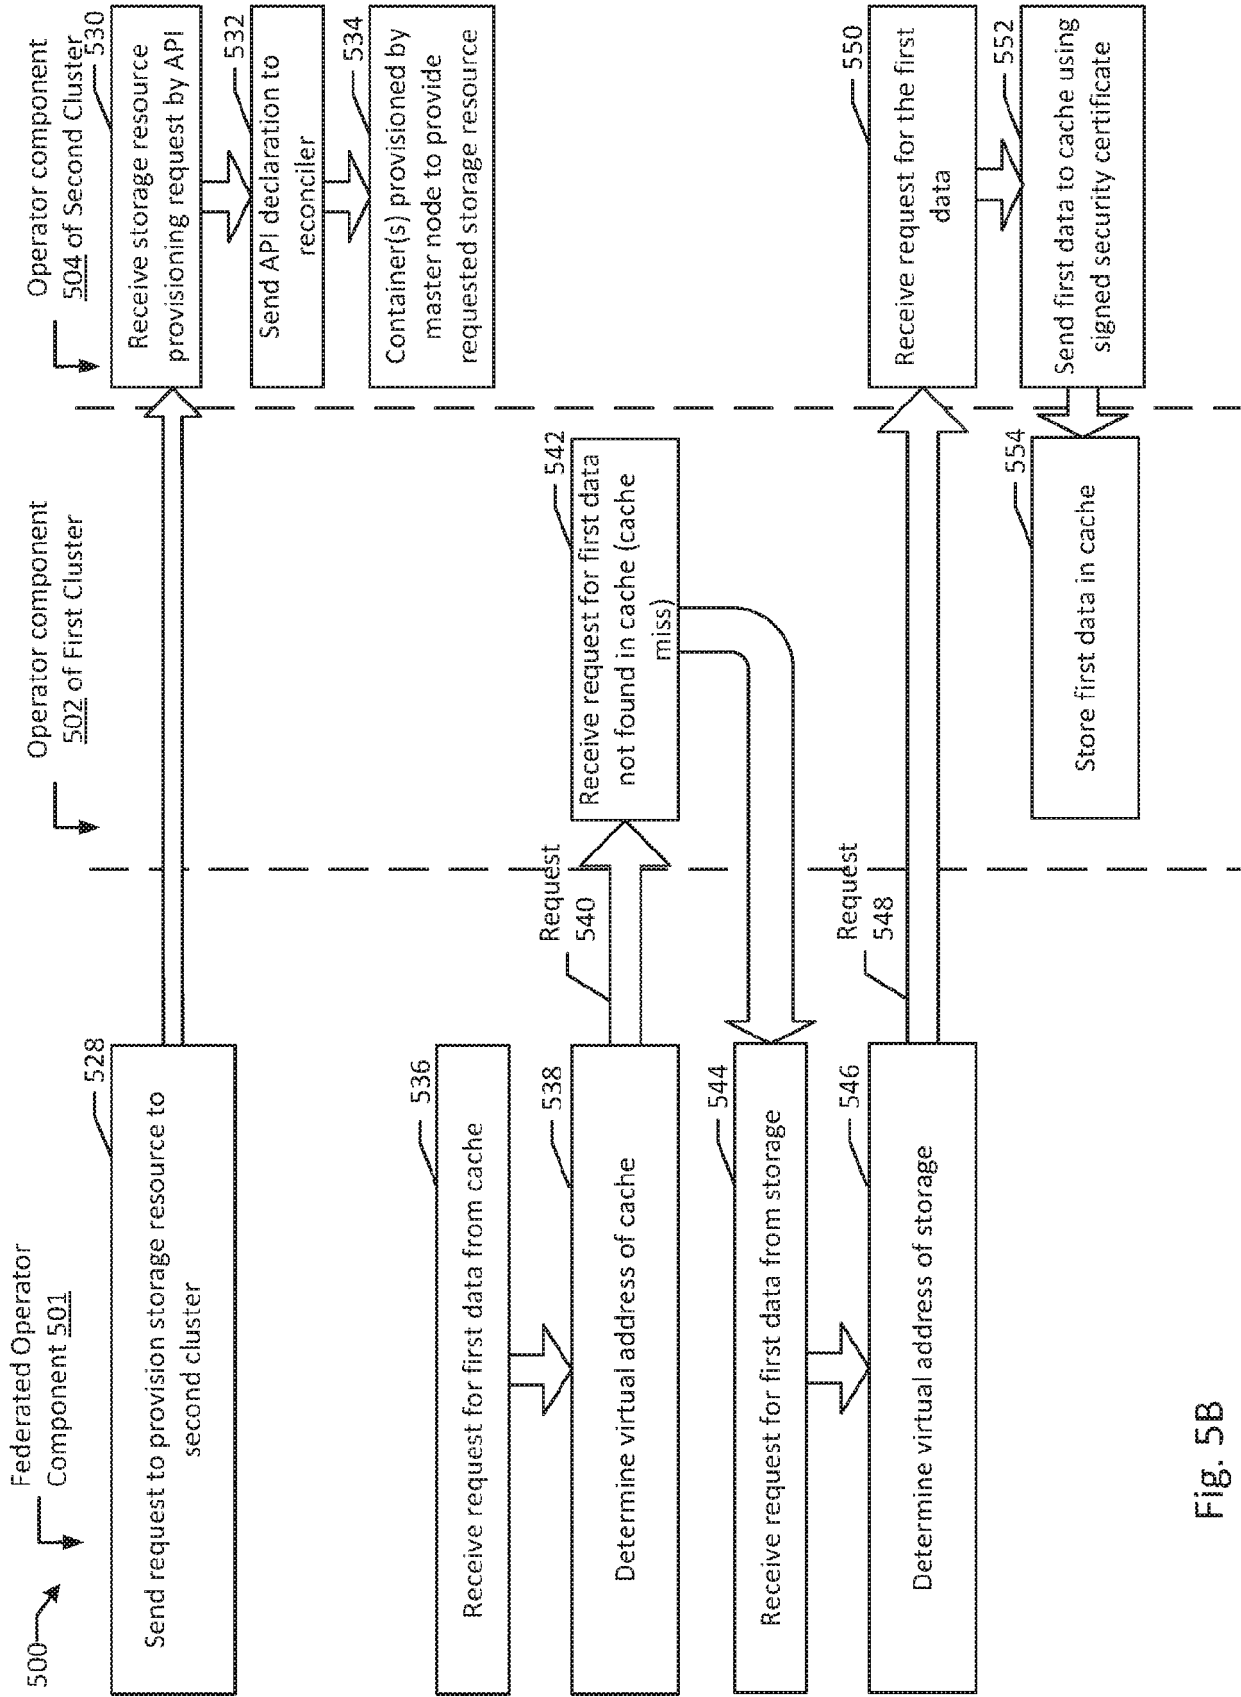 500
Federated Operator
Component 501
Operator component
502 of First Cluster
Operator component
504 of Second Cluster
528
Send request to provision storage resource to
second cluster
530
Receive storage resource
provisioning request by API
532
Send API declaration to
reconciler
534
Container(s) provisioned by
master node to provide
requested storage resource
536
Receive request for first data from cache
538
Determine virtual address of cache
Request
540
542
Receive request for first data
not found in cache (cache
miss)
544
Receive request for first data from storage
546
Determine virtual address of storage
Request
548
550
Receive request for the first
data
552
Send first data to cache using
signed security certificate
554
Store first data in cache
Fig. 5B